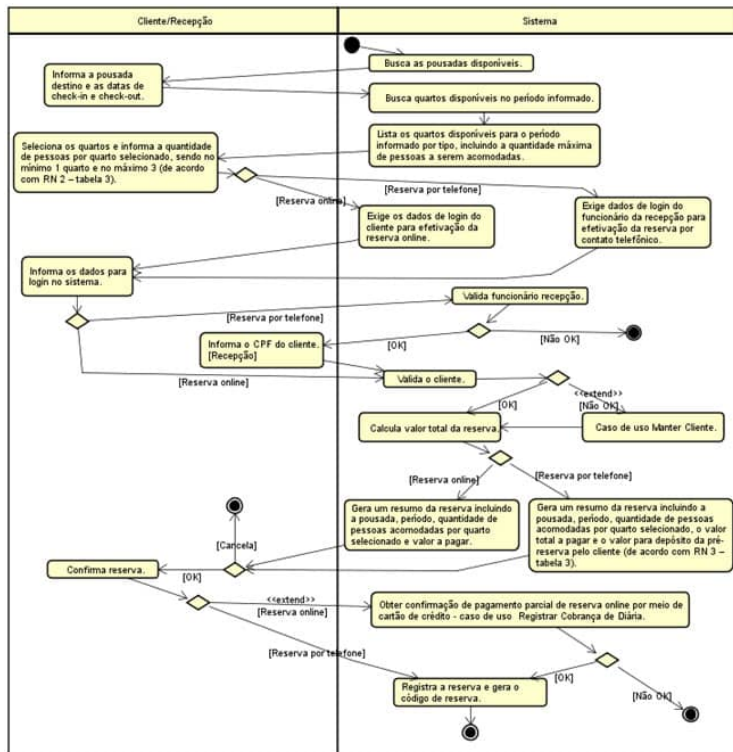 Cliente/Recepção
Sistema
Busca as pousadas disponíveis.
Informa a pousada
destino e as datas de
check-in e check-out.
Busca quartos disponíveis no período informado.
Lista os quartos disponíveis para o período
informado por tipo, incluindo a quantidade máxima
de pessoas a serem acomodadas.
Seleciona os quartos e informa a quantidade
de pessoas por quarto selecionado, sendo no
mínimo 1 quarto e no máximo 3 (de acordo
com RN 2 – tabela 3).
[Reserva online]
[Reserva por telefone]
Exige os dados de login do
cliente para efetivação da
reserva online.
Exige dados de login do
funcionário da recepção para
efetivação da reserva por
contato telefônico.
Informa os dados para
login no sistema.
[Reserva por telefone]
Valida funcionário recepção.
[OK]
[Não OK]
Informa o CPF do cliente.
[Recepção]
[Reserva online]
Valida o cliente.
[OK]
<<extend>>
[Não OK]
Calcula valor total da reserva.
Caso de uso Manter Cliente.
[Reserva online]
[Reserva por telefone]
Gera um resumo da reserva incluindo
a pousada, período, quantidade de
pessoas acomodadas por quarto
selecionado e valor a pagar.
Gera um resumo da reserva incluindo a
pousada, período, quantidade de pessoas
acomodadas por quarto selecionado, o valor
total a pagar e o valor para depósito da pré-
reserva pelo cliente (de acordo com RN 3 –
tabela 3).
[Cancela]
Confirma reserva.
[OK]
<<extend>>
[Reserva online]
Obter confirmação de pagamento parcial de reserva online por meio de
cartão de crédito - caso de uso Registrar Cobrança de Diária.
[Reserva por telefone]
[OK]
[Não OK]
Registra a reserva e gera o
código de reserva.